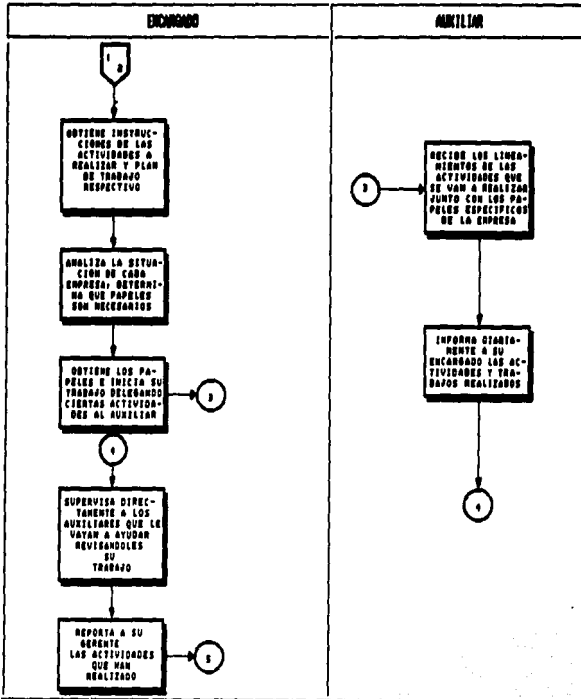 ENCARGADO
1 2
OBTIENE INSTRUC-
CIONES DE LAS
ACTIVIDADES A
REALIZAR Y PLAN
DE TRABAJO
RESPECTIVO
ANALIZA LA SITUA-
CION DE CADA
EMPRESA, DETERMI-
NA QUE PAPELES
SON NECESARIOS
OBTIENE LOS PA-
PELES E INICIA SU
TRABAJO DELEGANDO
CIERTAS ACTIVIDA-
DES AL AUXILIAR
3
4
SUPERVISA DIREC-
TAMENTE A LOS
AUXILIARES QUE LE
VAYAN A AYUDAR
REVISANDOLES
SU
TRABAJO
REPORTA A SU
GERENTE
LAS ACTIVIDADES
QUE HAN
REALIZADO
5
AUXILIAR
3
RECIBE LOS LINEA-
MIENTOS DE LAS
ACTIVIDADES QUE
SE VAN A REALIZAR
JUNTO CON LOS PA-
PELES ESPECIFICOS
DE LA EMPRESA
INFORMA DIARIA-
MENTE A SU
ENCARGADO LAS AC-
TIVIDADES Y TRA-
BAJOS REALIZADOS
4